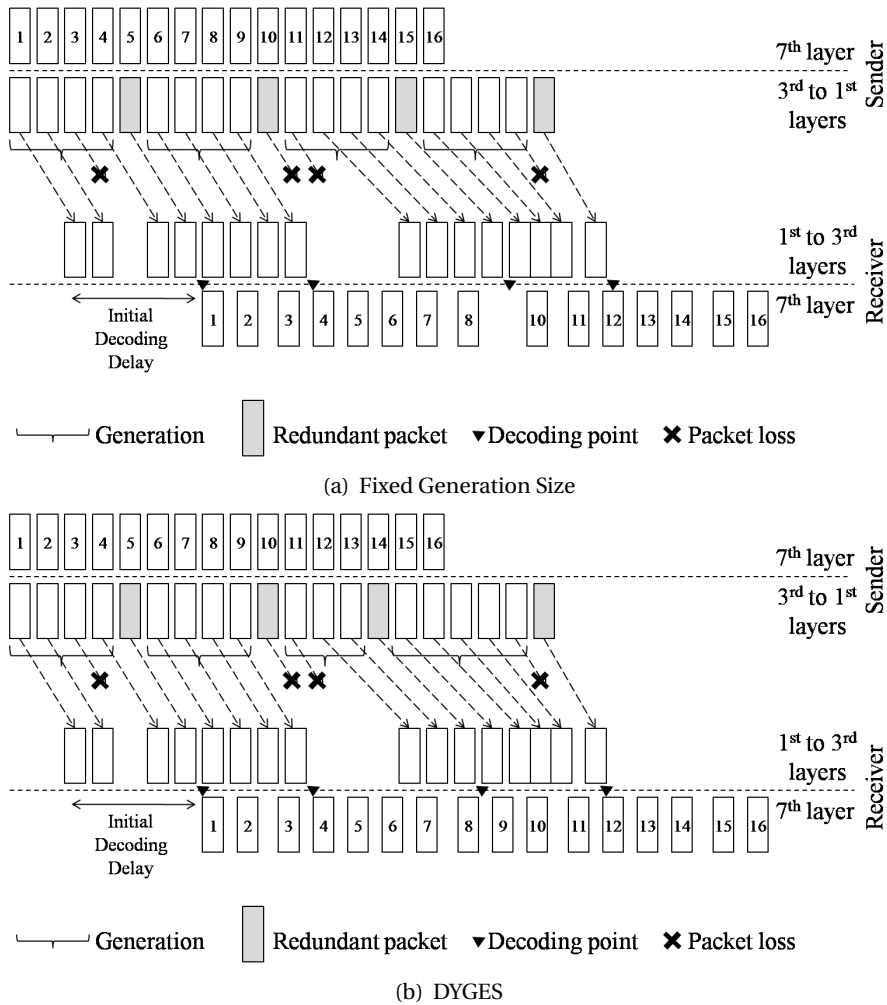 1 2 3 4 5 6 7 8 9 10 11 12 13 14 15 16
7th layer
Sender
3rd to 1st
layers
1st to 3rd
layers
Receiver
7th layer
Initial
Decoding
Delay
1 2 3 4 5 6 7 8 10 11 12 13 14 15 16
Generation Redundant packet Decoding point Packet loss
(a) Fixed Generation Size
1 2 3 4 5 6 7 8 9 10 11 12 13 14 15 16
7th layer
Sender
3rd to 1st
layers
1st to 3rd
layers
Receiver
7th layer
Initial
Decoding
Delay
1 2 3 4 5 6 7 8 9 10 11 12 13 14 15 16
Generation Redundant packet Decoding point Packet loss
(b) DYGES